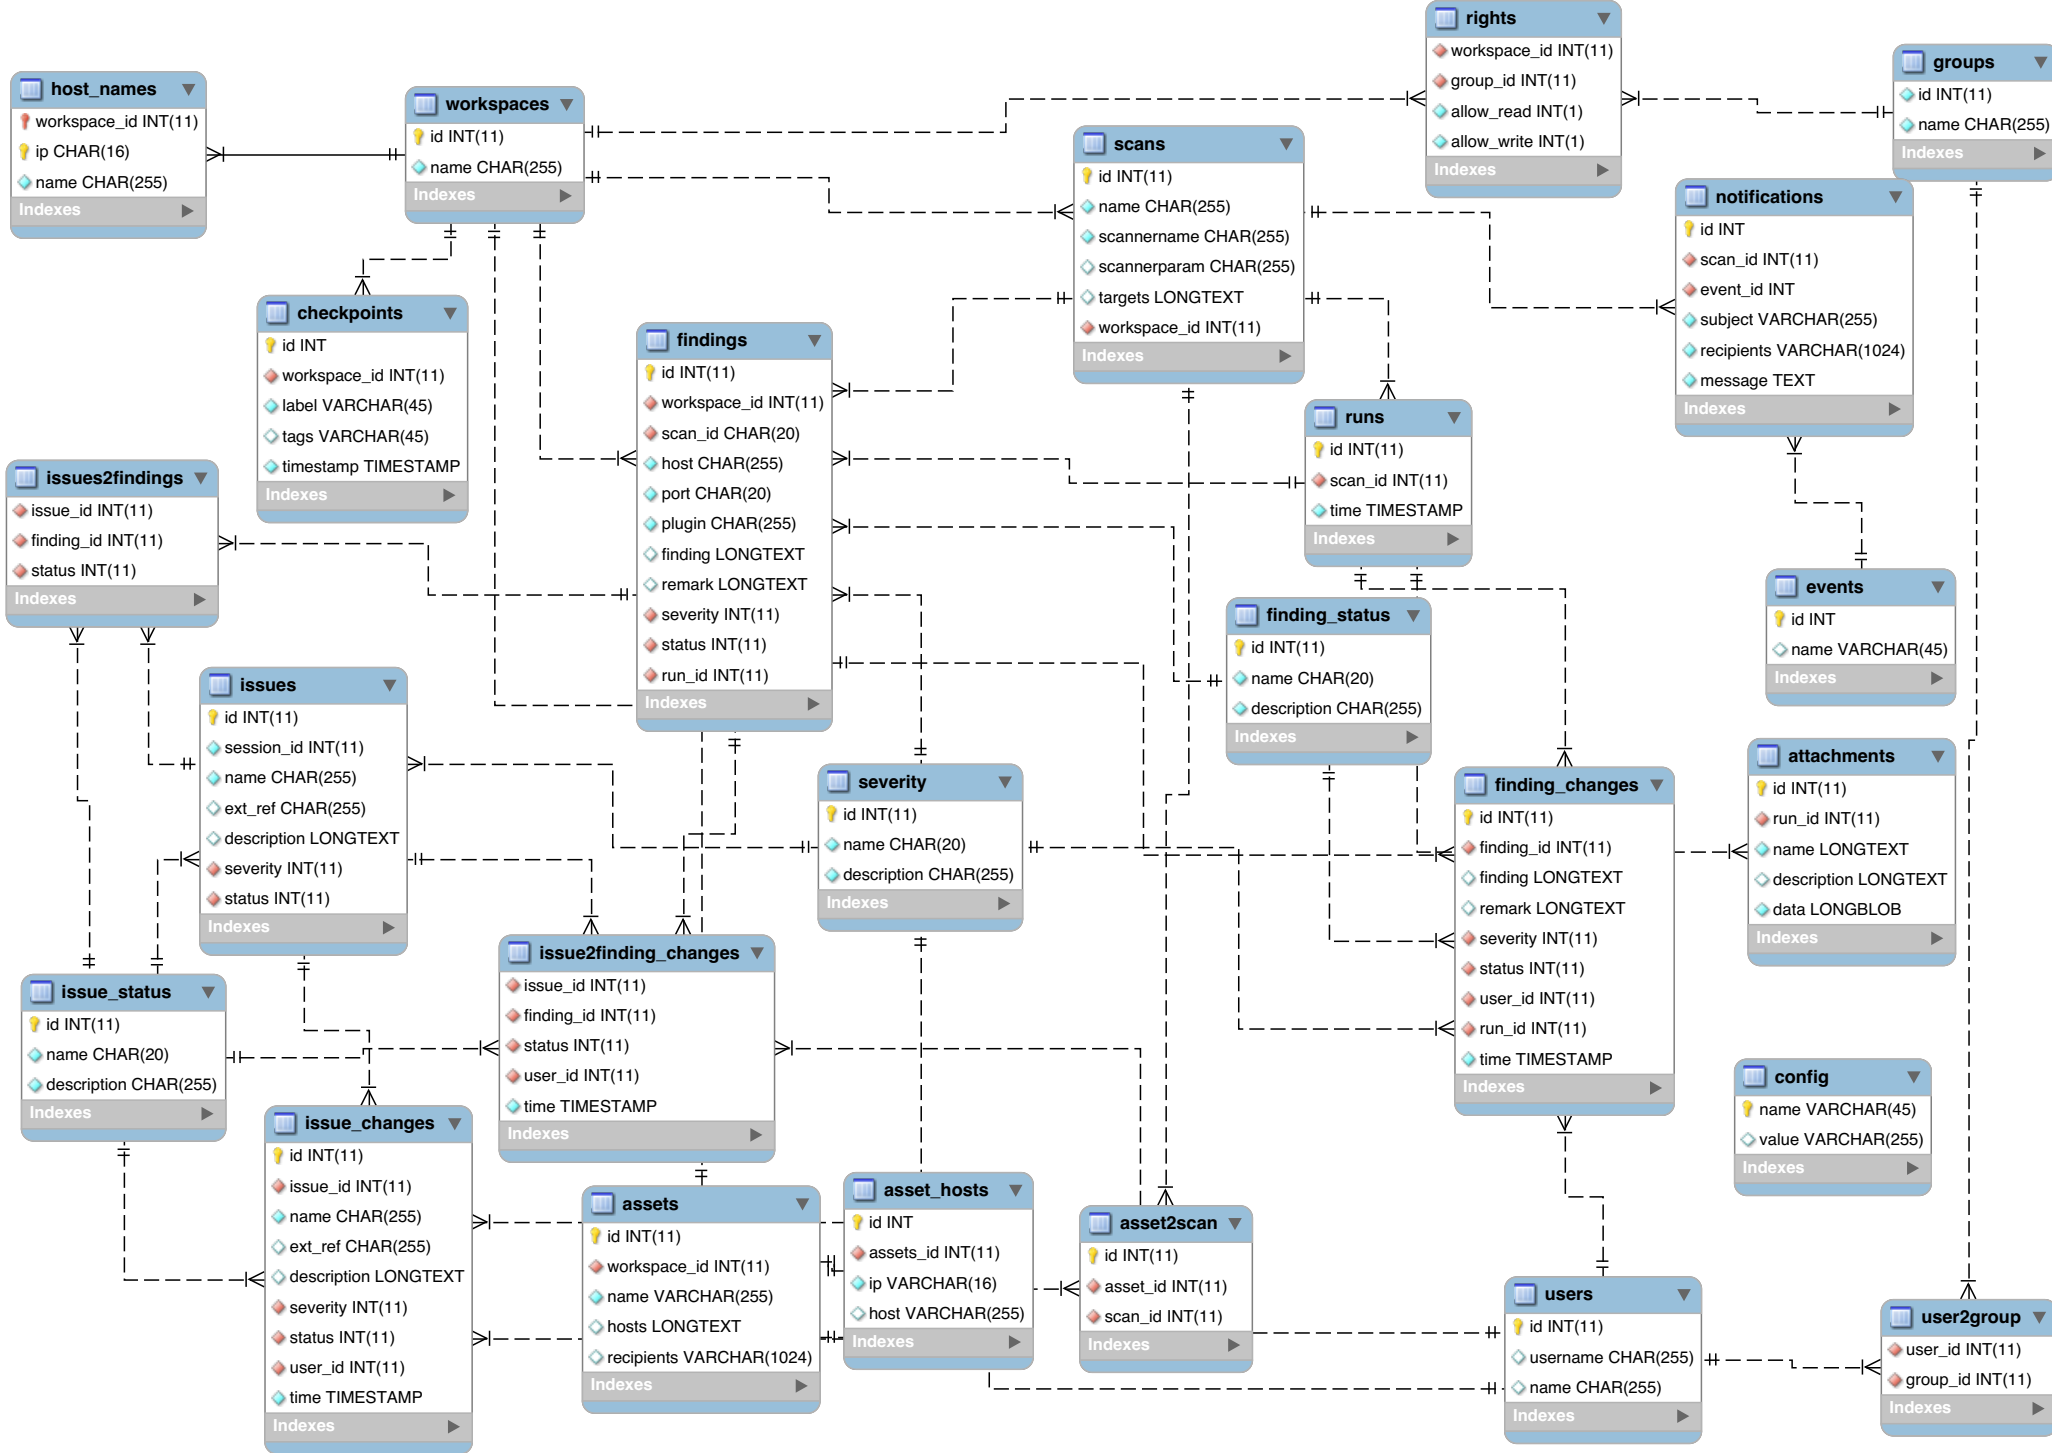 host_names
workspace_id INT(11)
ip CHAR(16)
name CHAR(255)
Indexes
workspaces
id INT(11)
name CHAR(255)
Indexes
rights
workspace_id INT(11)
group_id INT(11)
allow_read INT(1)
allow_write INT(1)
Indexes
groups
id INT(11)
name CHAR(255)
Indexes
scans
id INT(11)
name CHAR(255)
scannername CHAR(255)
scannerparam CHAR(255)
targets LONGTEXT
workspace_id INT(11)
Indexes
notifications
id INT
scan_id INT(11)
event_id INT
subject VARCHAR(255)
recipients VARCHAR(1024)
message TEXT
Indexes
checkpoints
id INT
workspace_id INT(11)
label VARCHAR(45)
tags VARCHAR(45)
timestamp TIMESTAMP
Indexes
findings
id INT(11)
workspace_id INT(11)
scan_id CHAR(20)
host CHAR(255)
port CHAR(20)
plugin CHAR(255)
finding LONGTEXT
remark LONGTEXT
severity INT(11)
status INT(11)
run_id INT(11)
Indexes
runs
id INT(11)
scan_id INT(11)
time TIMESTAMP
Indexes
issues2findings
issue_id INT(11)
finding_id INT(11)
status INT(11)
Indexes
events
id INT
name VARCHAR(45)
Indexes
finding_status
id INT(11)
name CHAR(20)
description CHAR(255)
Indexes
issues
id INT(11)
session_id INT(11)
name CHAR(255)
ext_ref CHAR(255)
description LONGTEXT
severity INT(11)
status INT(11)
Indexes
severity
id INT(11)
name CHAR(20)
description CHAR(255)
Indexes
finding_changes
id INT(11)
finding_id INT(11)
finding LONGTEXT
remark LONGTEXT
severity INT(11)
status INT(11)
user_id INT(11)
run_id INT(11)
time TIMESTAMP
Indexes
attachments
id INT(11)
run_id INT(11)
name LONGTEXT
description LONGTEXT
data LONGBLOB
Indexes
issue_status
id INT(11)
name CHAR(20)
description CHAR(255)
Indexes
issue2finding_changes
issue_id INT(11)
finding_id INT(11)
status INT(11)
user_id INT(11)
time TIMESTAMP
Indexes
config
name VARCHAR(45)
value VARCHAR(255)
Indexes
issue_changes
id INT(11)
issue_id INT(11)
name CHAR(255)
ext_ref CHAR(255)
description LONGTEXT
severity INT(11)
status INT(11)
user_id INT(11)
time TIMESTAMP
Indexes
assets
id INT(11)
workspace_id INT(11)
name VARCHAR(255)
hosts LONGTEXT
recipients VARCHAR(1024)
Indexes
asset_hosts
id INT
assets_id INT(11)
ip VARCHAR(16)
host VARCHAR(255)
Indexes
asset2scan
id INT(11)
asset_id INT(11)
scan_id INT(11)
Indexes
users
id INT(11)
username CHAR(255)
name CHAR(255)
Indexes
user2group
user_id INT(11)
group_id INT(11)
Indexes